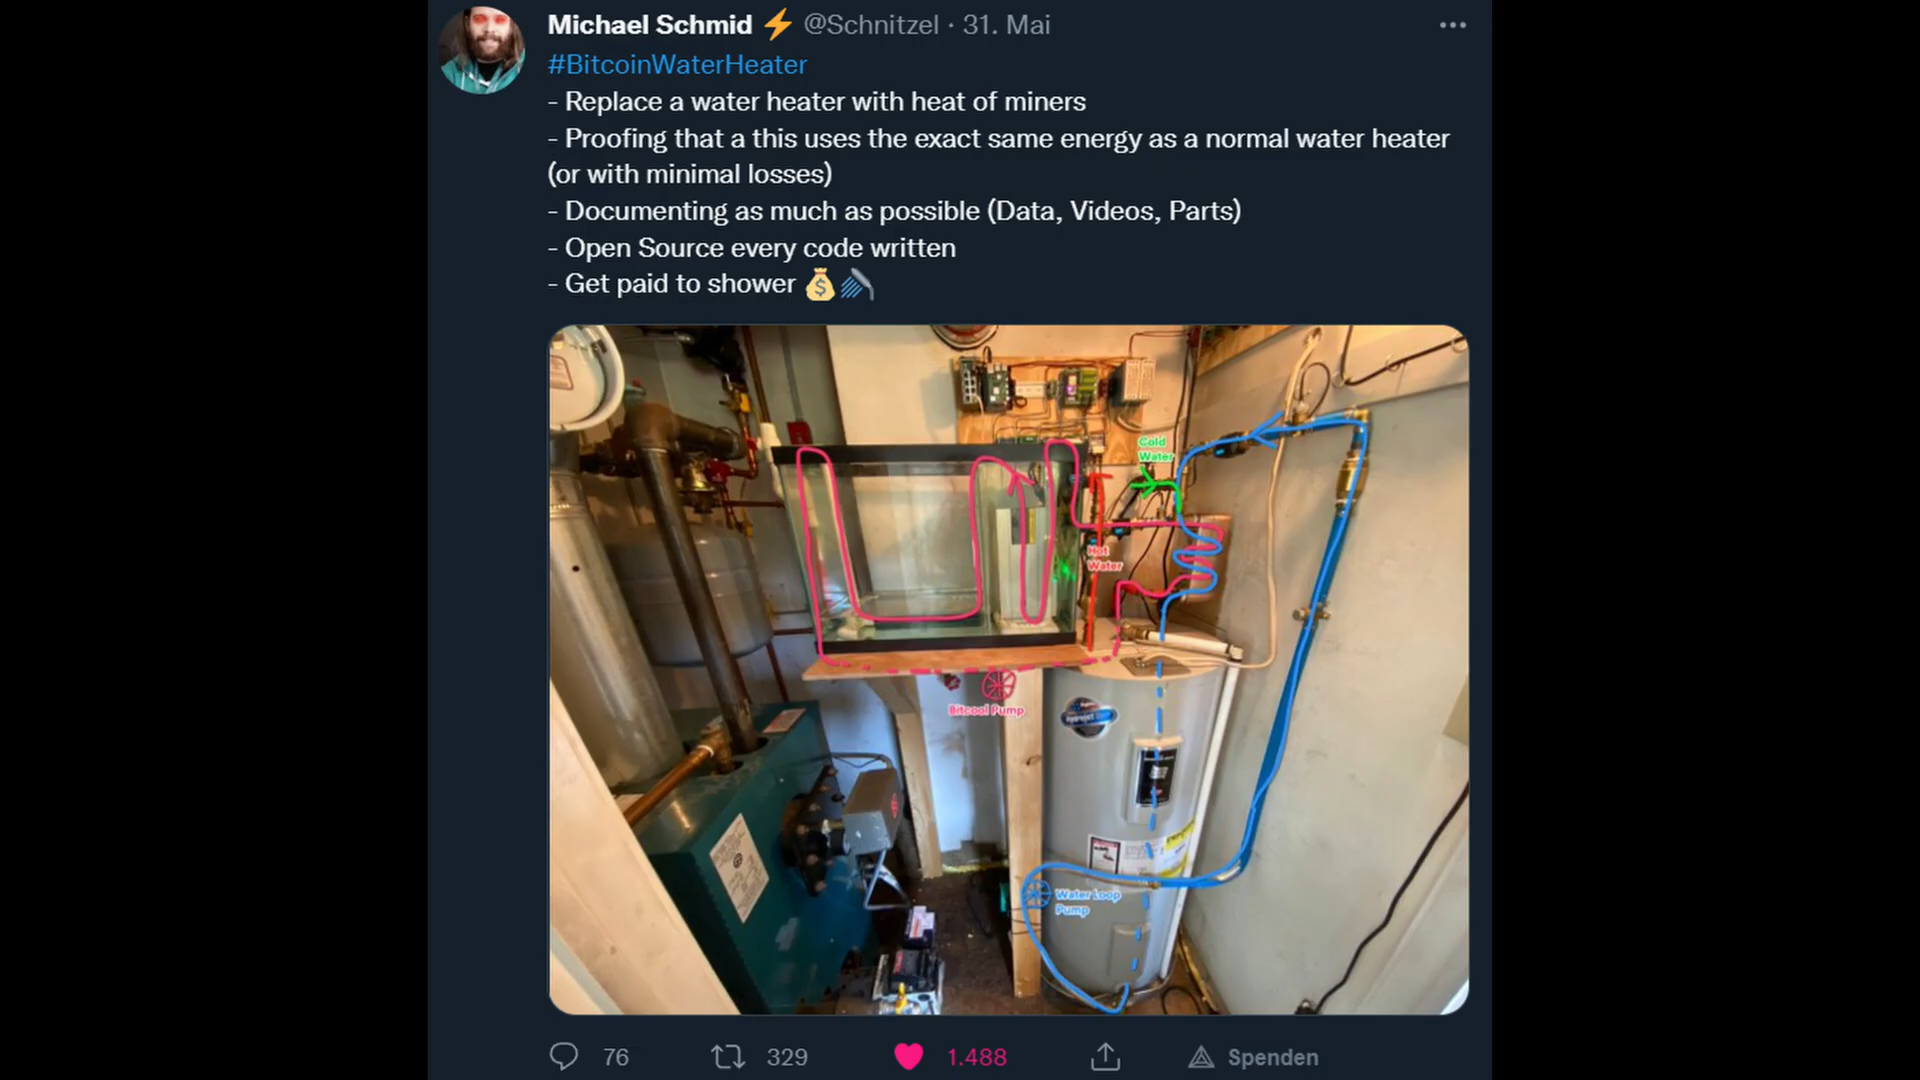 Michael Schmid ⚡ @Schnitzel · 31. Mai
#BitcoinWaterHeater
- Replace a water heater with heat of miners
- Proofing that a this uses the exact same energy as a normal water heater
(or with minimal losses)
- Documenting as much as possible (Data, Videos, Parts)
- Open Source every code written
- Get paid to shower 💰🚿
Cold
Water
Hot
Water
Bitcool Pump
Water Loop
Pump
76
329
1.488
Spenden